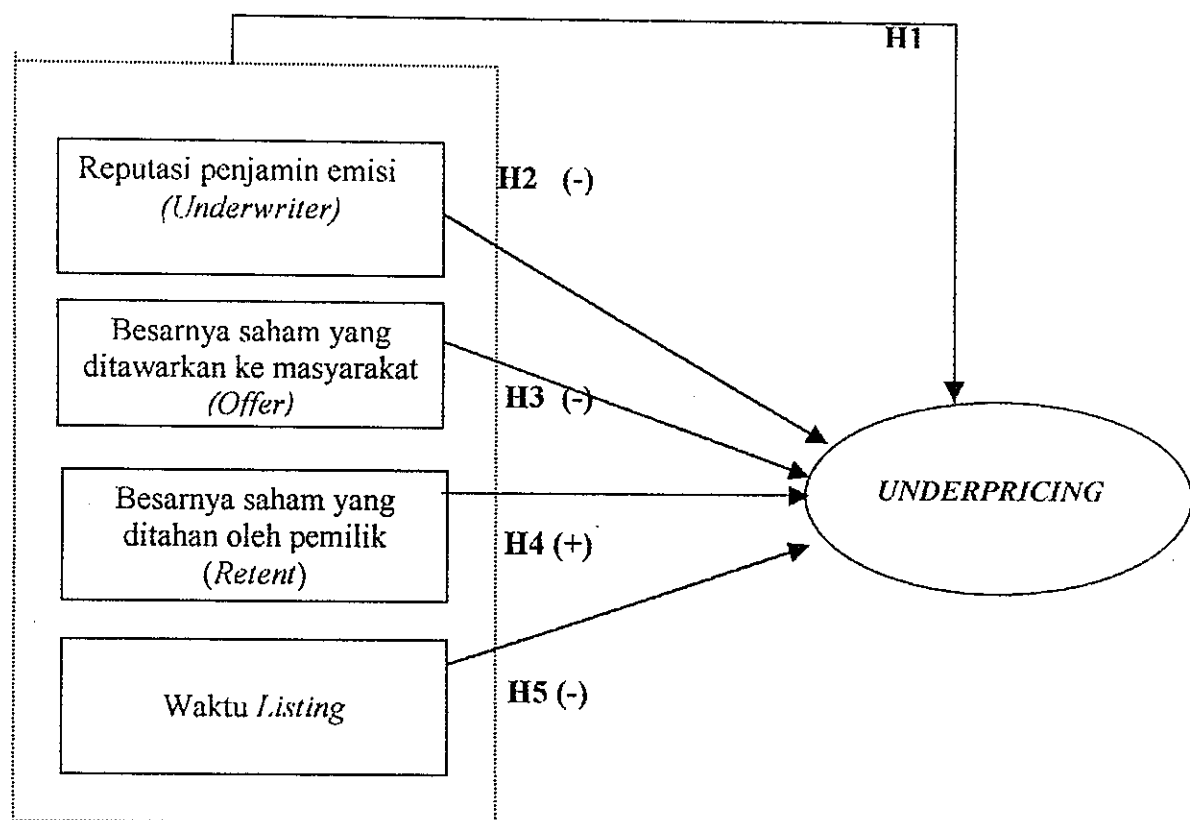 H1
Reputasi penjamin emisi
(Underwriter)
H2 (-)
Besarnya saham yang
ditawarkan ke masyarakat
(Offer)
H3 (-)
UNDERPRICING
Besarnya saham yang
ditahan oleh pemilik
(Retent)
H4 (+)
Waktu Listing
H5 (-)